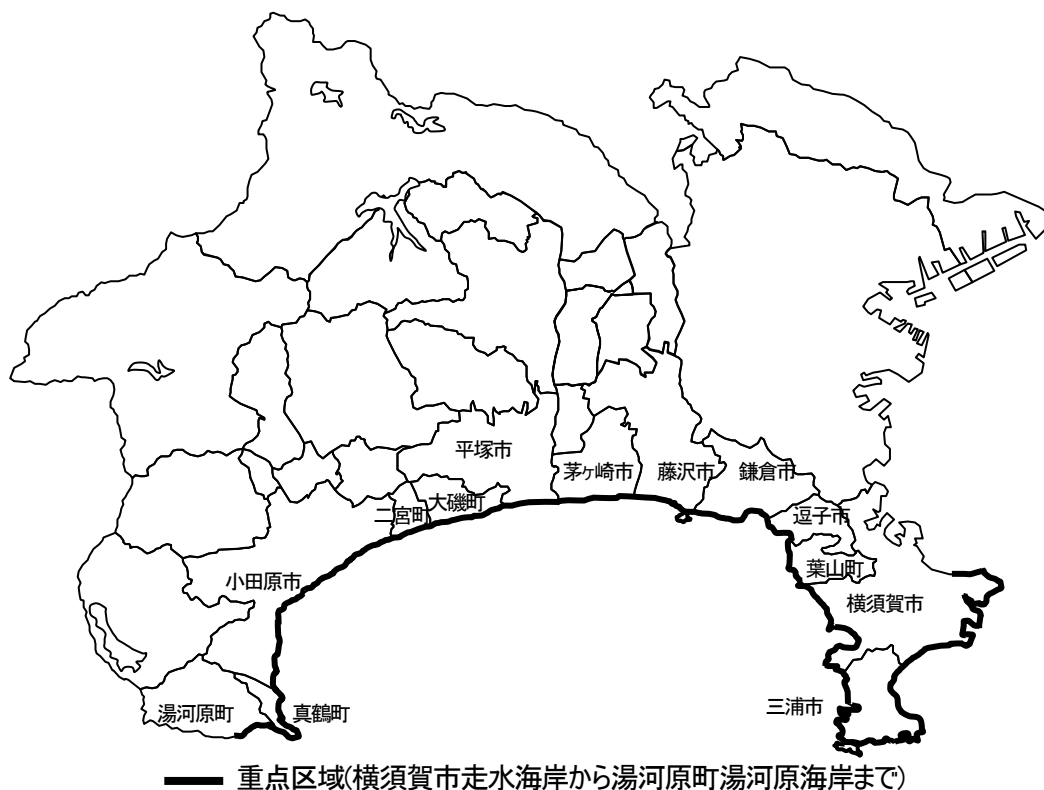 平塚市
茅ヶ崎市
藤沢市
鎌倉市
大磯町
二宮町
逗子市
葉山町
小田原市
横須賀市
湯河原町
真鶴町
三浦市
重点区域(横須賀市走水海岸から湯河原町湯河原海岸まで)